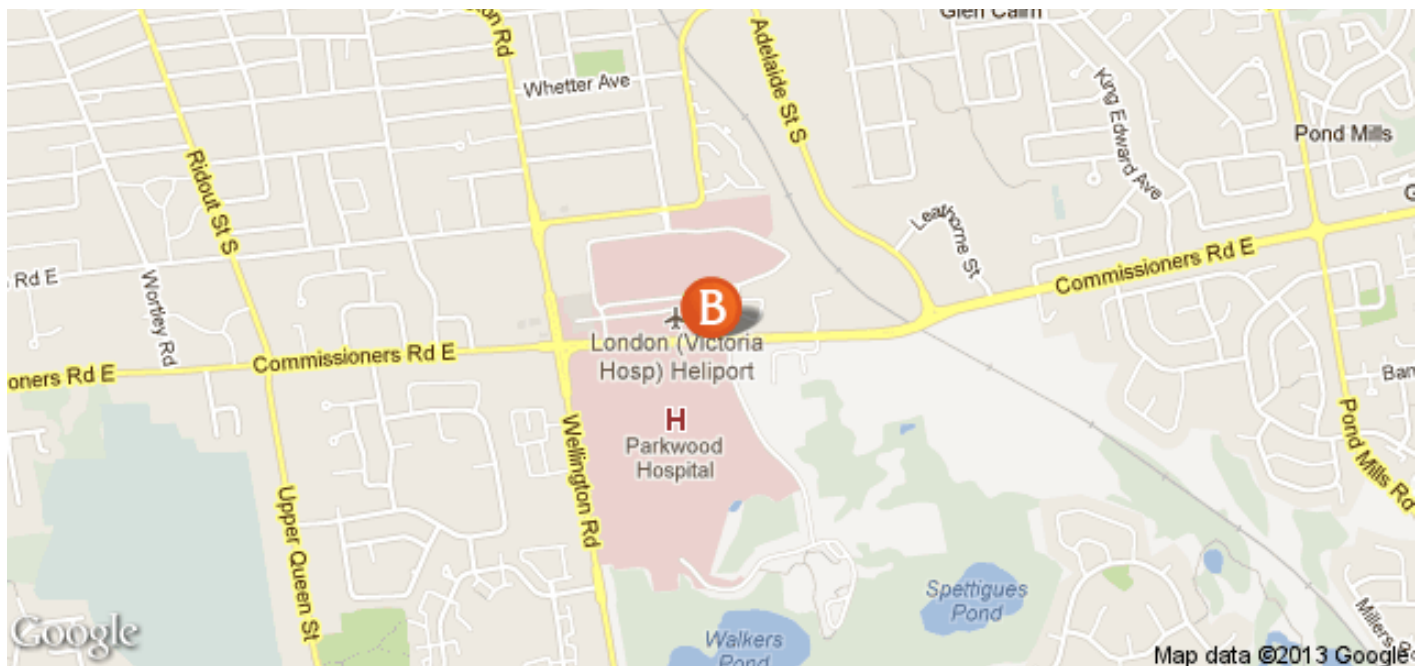 Glen Cairn
Adelaide St S
Whetter Ave
King Edward Ave
Pond Mills
Ridout St S
Leathorne St
Rd E
Wortley Rd
Commissioners Rd E
B
London (Victoria
Hosp) Heliport
Commissioners Rd E
oners Rd E
H
Parkwood
Hospital
Wellington Rd
Pond Mills Rd
Upper Queen St
Spettigues
Pond
Walkers
Pond
Google
Map data ©2013 Google